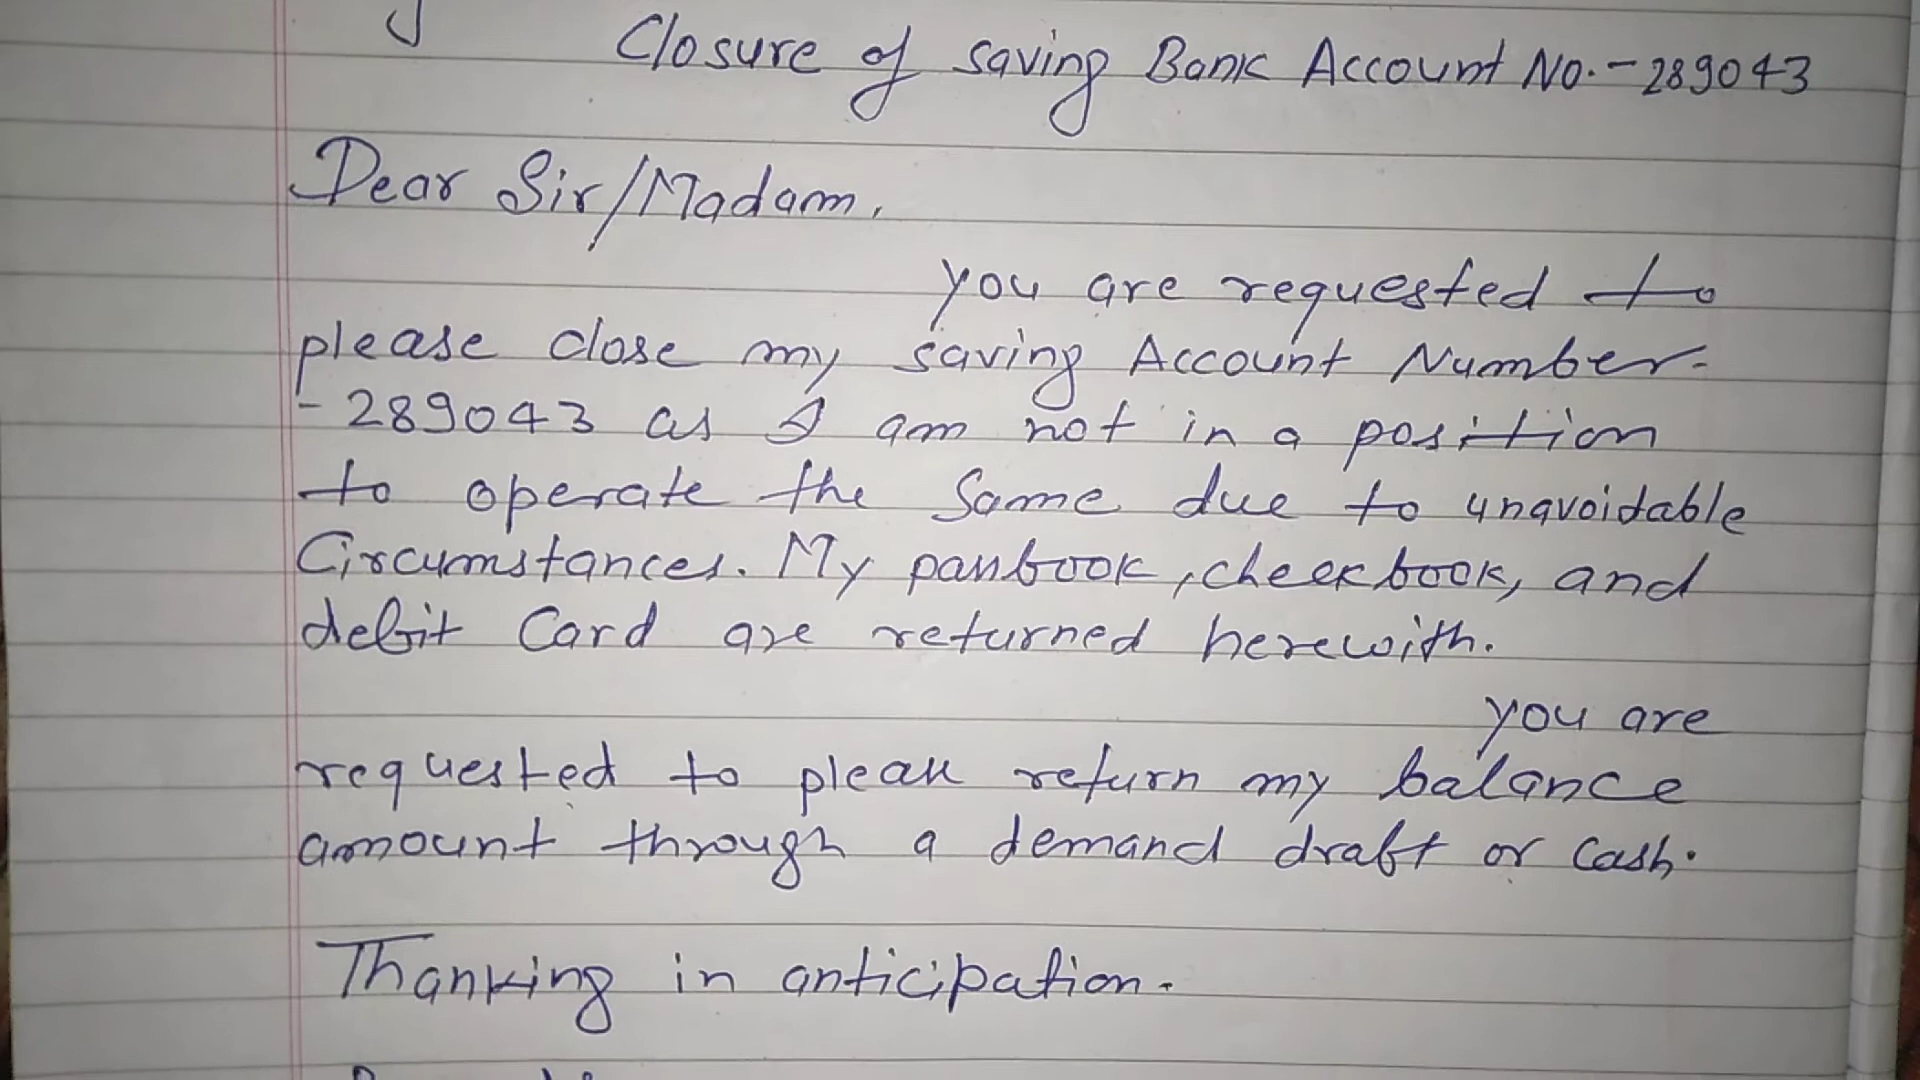 Closure of saving Bank Account No.-289043
Dear Sir/Madam,
you are requested to
please close my saving Account Number-
-289043 as I am not in a position
to operate the Same due to unavoidable
Circumstances. My passbook, cheekbook, and
debit Card are returned herewith.
you are
requested to please return my balance
amount through a demand draft or Cash.
Thanking in anticipation.